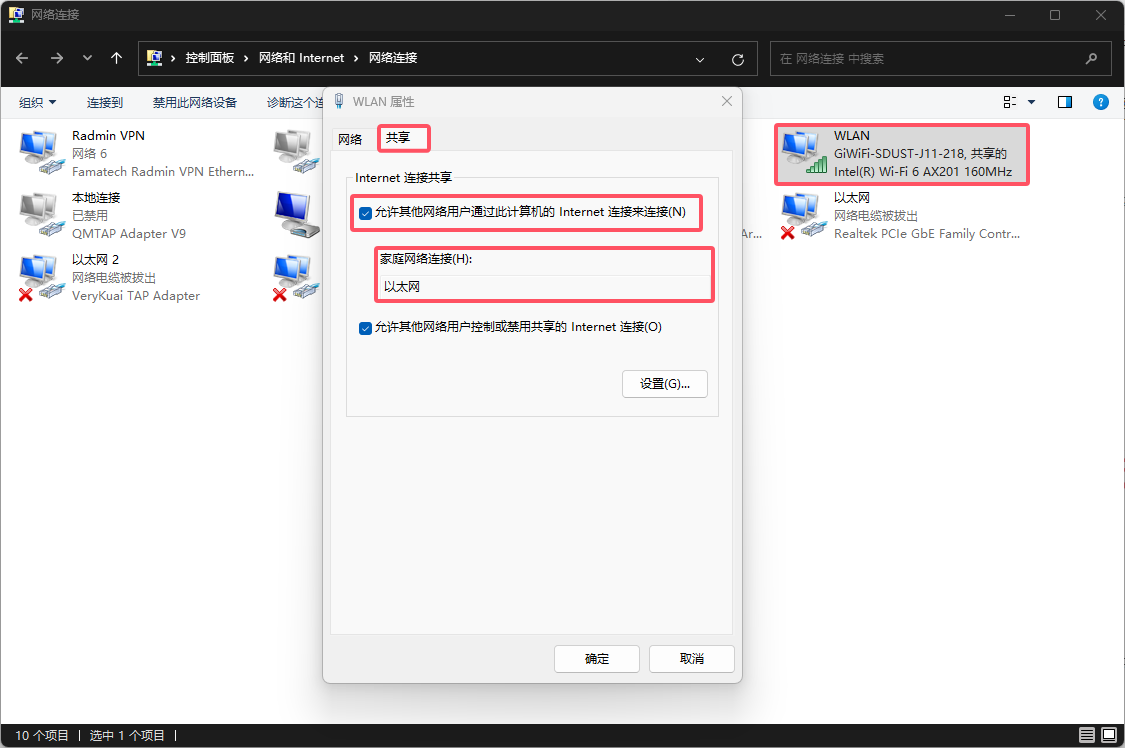 网络连接
控制面板 › 网络和 Internet › 网络连接
在 网络连接 中搜索
组织 连接到 禁用此网络设备 诊断这个连
Radmin VPN
网络 6
Famatech Radmin VPN Ethern...
本地连接
已禁用
QMTAP Adapter V9
以太网 2
网络电缆被拔出
VeryKuai TAP Adapter
WLAN 属性
网络 共享
Internet 连接共享
允许其他网络用户通过此计算机的 Internet 连接来连接(N)
家庭网络连接(H):
以太网
允许其他网络用户控制或禁用共享的 Internet 连接(O)
设置(G)...
确定 取消
WLAN
GiWiFi-SDUST-J11-218, 共享的
Intel(R) Wi-Fi 6 AX201 160MHz
以太网
网络电缆被拔出
Ar... Realtek PCIe GbE Family Contr...
10 个项目 选中 1 个项目